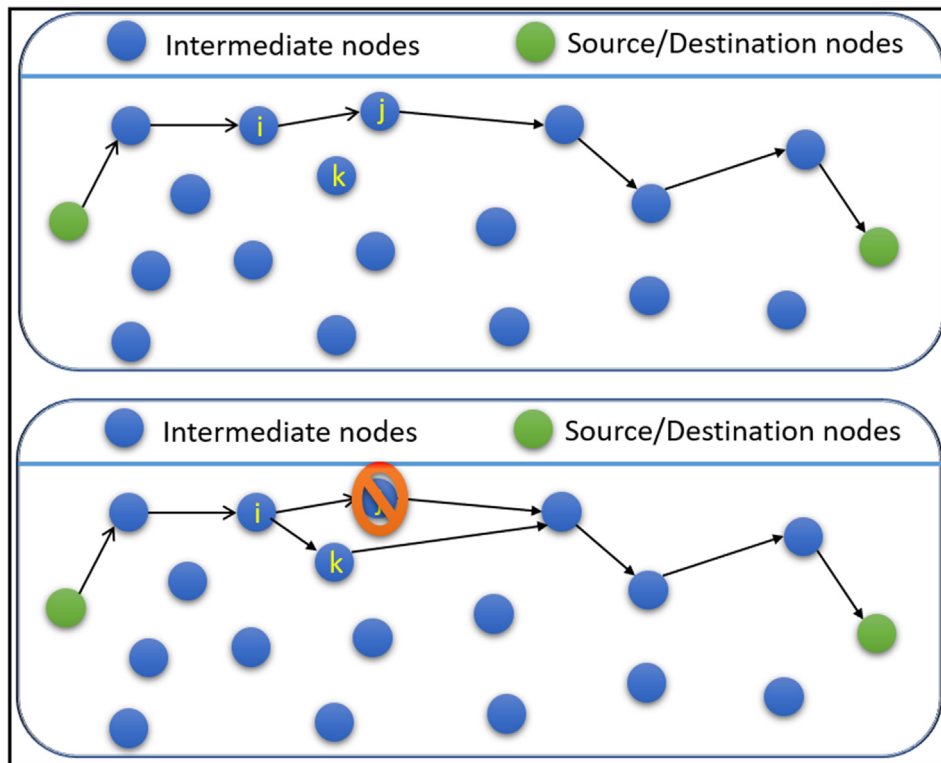 Intermediate nodes Source/Destination nodes
i j
k
Intermediate nodes Source/Destination nodes
i
k